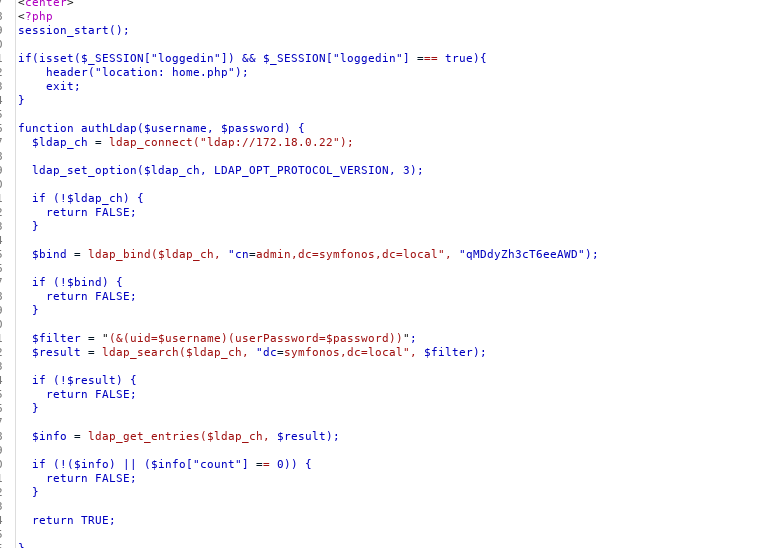 <center>
<?php
session_start();
if(isset($_SESSION["loggedin"]) && $_SESSION["loggedin"] === true){
    header("location: home.php");
    exit;
}
function authLdap($username, $password) {
  $ldap_ch = ldap_connect("ldap://172.18.0.22");
  ldap_set_option($ldap_ch, LDAP_OPT_PROTOCOL_VERSION, 3);
  if (!$ldap_ch) {
    return FALSE;
  }
  $bind = ldap_bind($ldap_ch, "cn=admin,dc=symfonos,dc=local", "qMDdyZh3cT6eeAWD");
  if (!$bind) {
    return FALSE;
  }
  $filter = "(&(uid=$username)(userPassword=$password))";
  $result = ldap_search($ldap_ch, "dc=symfonos,dc=local", $filter);
  if (!$result) {
    return FALSE;
  }
  $info = ldap_get_entries($ldap_ch, $result);
  if (!($info) || ($info["count"] == 0)) {
    return FALSE;
  }
  return TRUE;
}